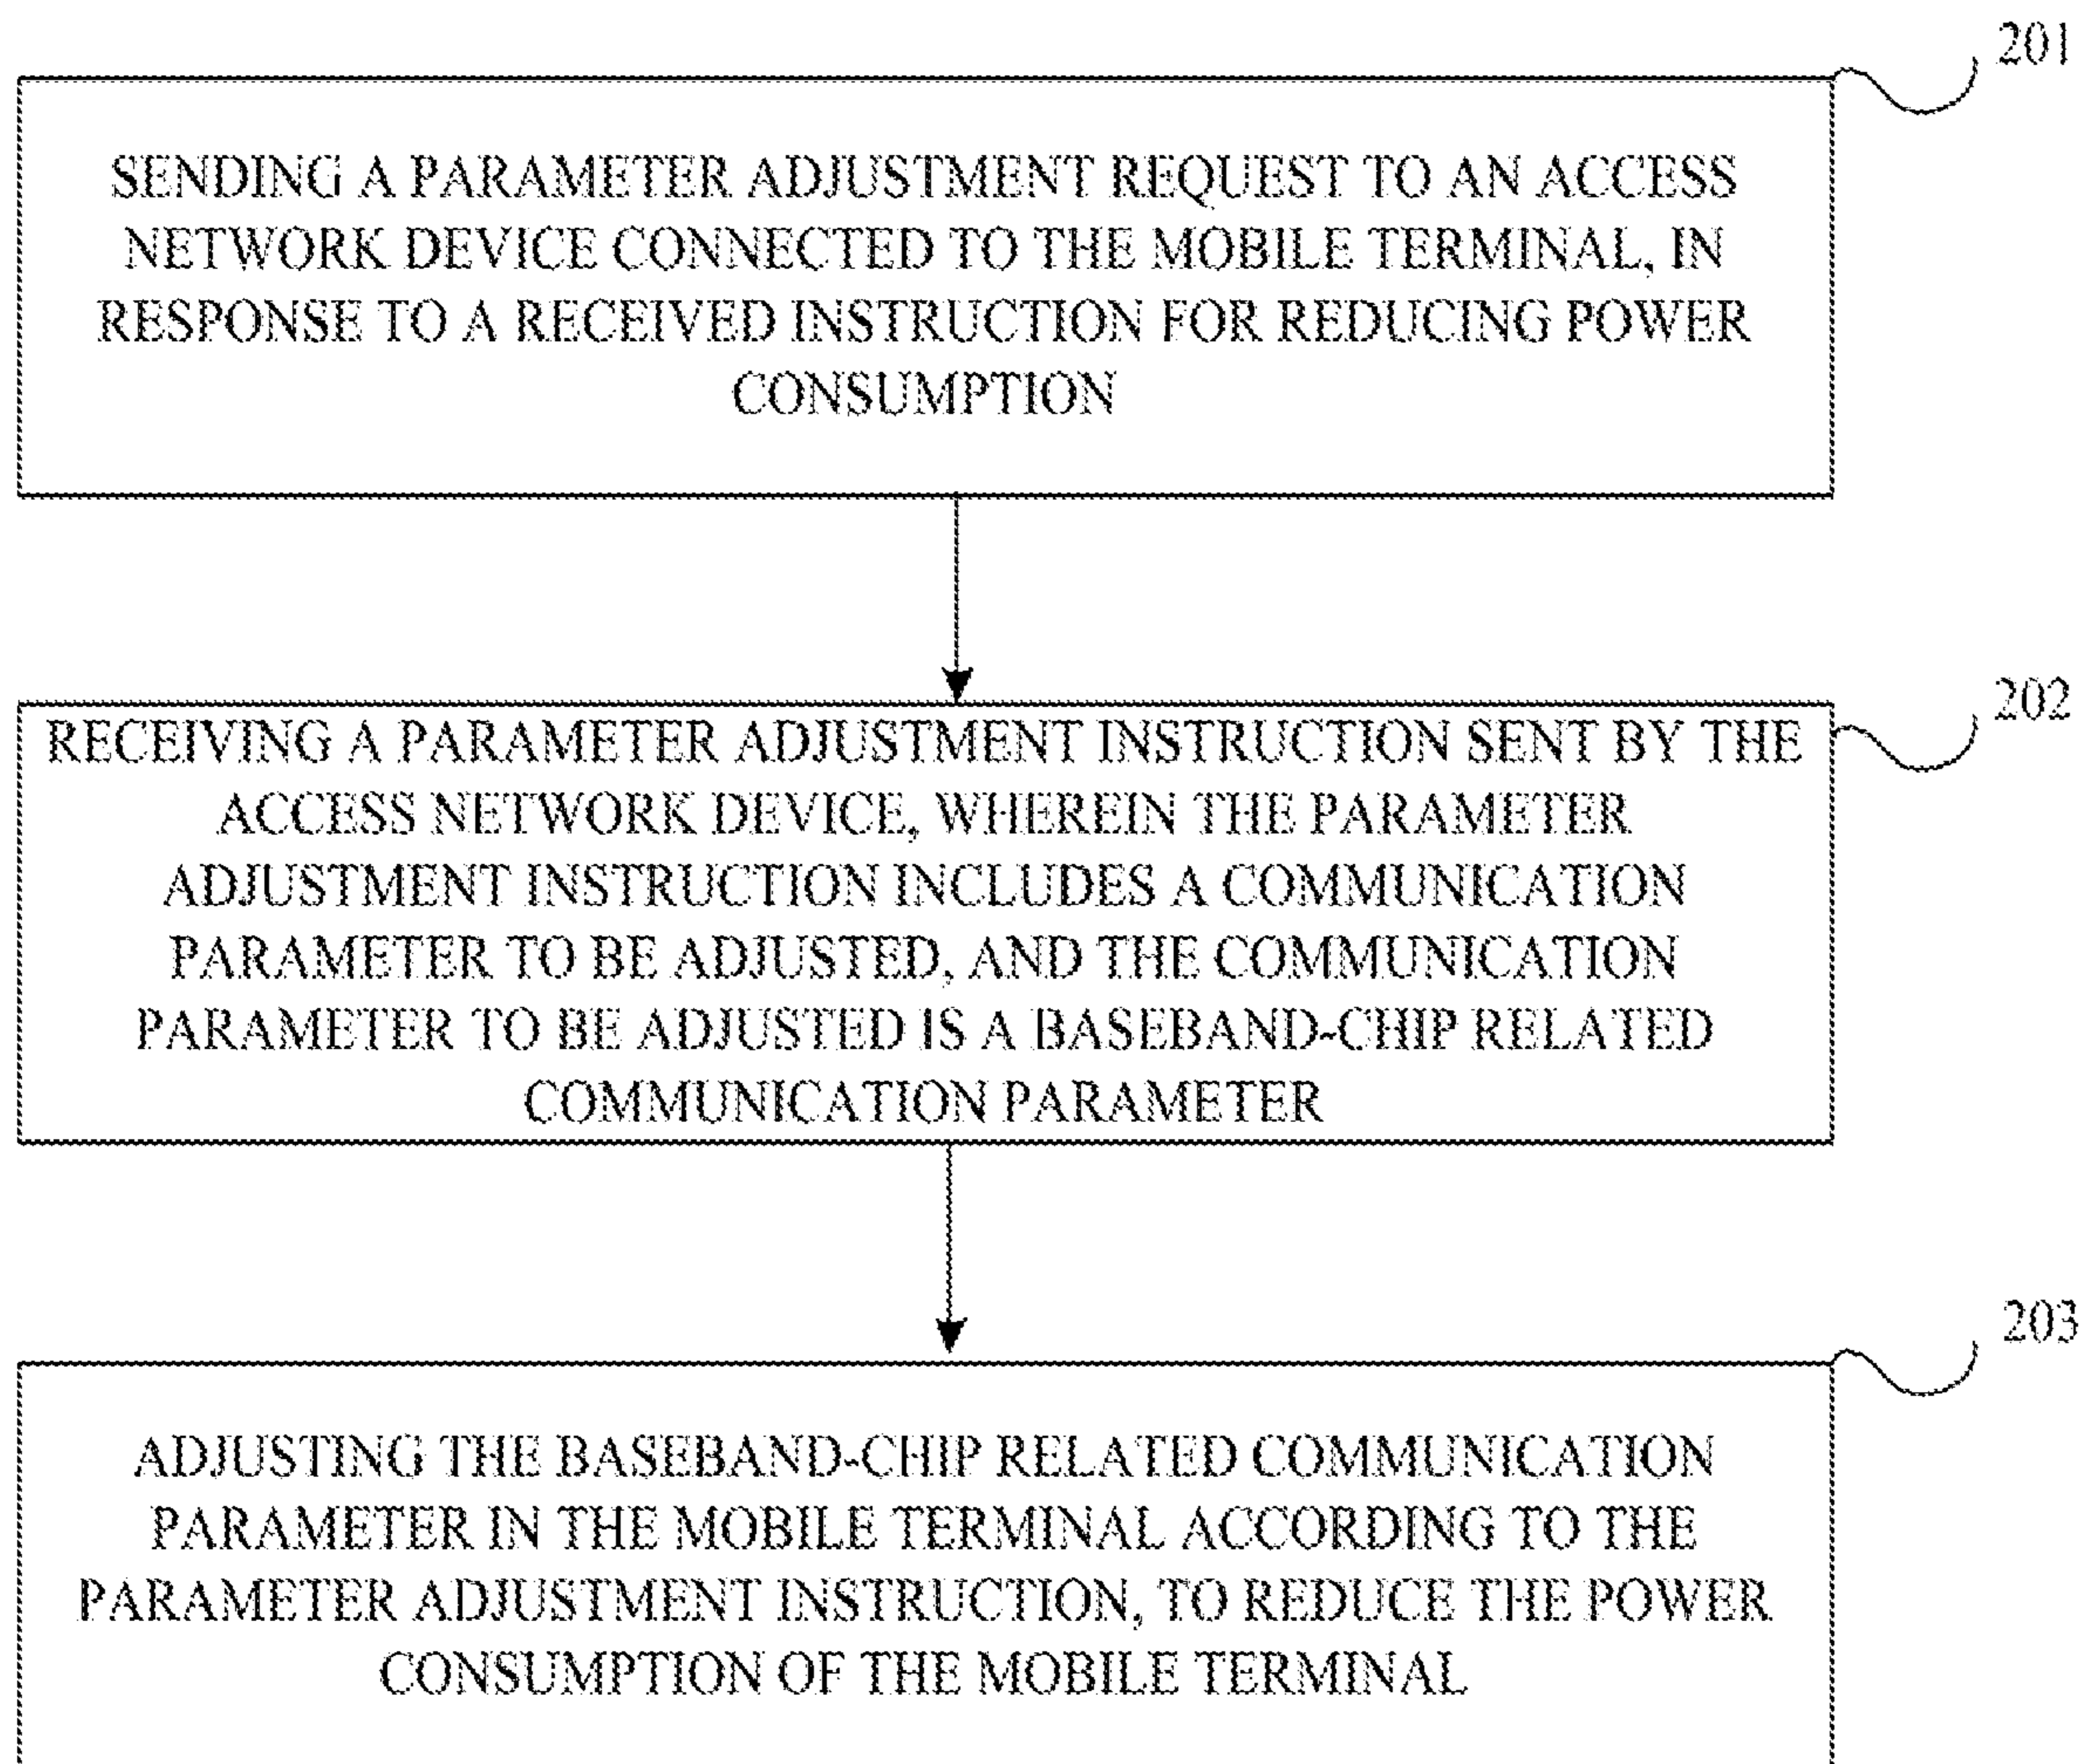 201
SENDING A PARAMETER ADJUSTMENT REQUEST TO AN ACCESS
NETWORK DEVICE CONNECTED TO THE MOBILE TERMINAL, IN
RESPONSE TO A RECEIVED INSTRUCTION FOR REDUCING POWER
CONSUMPTION
202
RECEIVING A PARAMETER ADJUSTMENT INSTRUCTION SENT BY THE
ACCESS NETWORK DEVICE, WHEREIN THE PARAMETER
ADJUSTMENT INSTRUCTION INCLUDES A COMMUNICATION
PARAMETER TO BE ADJUSTED, AND THE COMMUNICATION
PARAMETER TO BE ADJUSTED IS A BASEBAND-CHIP RELATED
COMMUNICATION PARAMETER
203
ADJUSTING THE BASEBAND-CHIP RELATED COMMUNICATION
PARAMETER IN THE MOBILE TERMINAL ACCORDING TO THE
PARAMETER ADJUSTMENT INSTRUCTION, TO REDUCE THE POWER
CONSUMPTION OF THE MOBILE TERMINAL